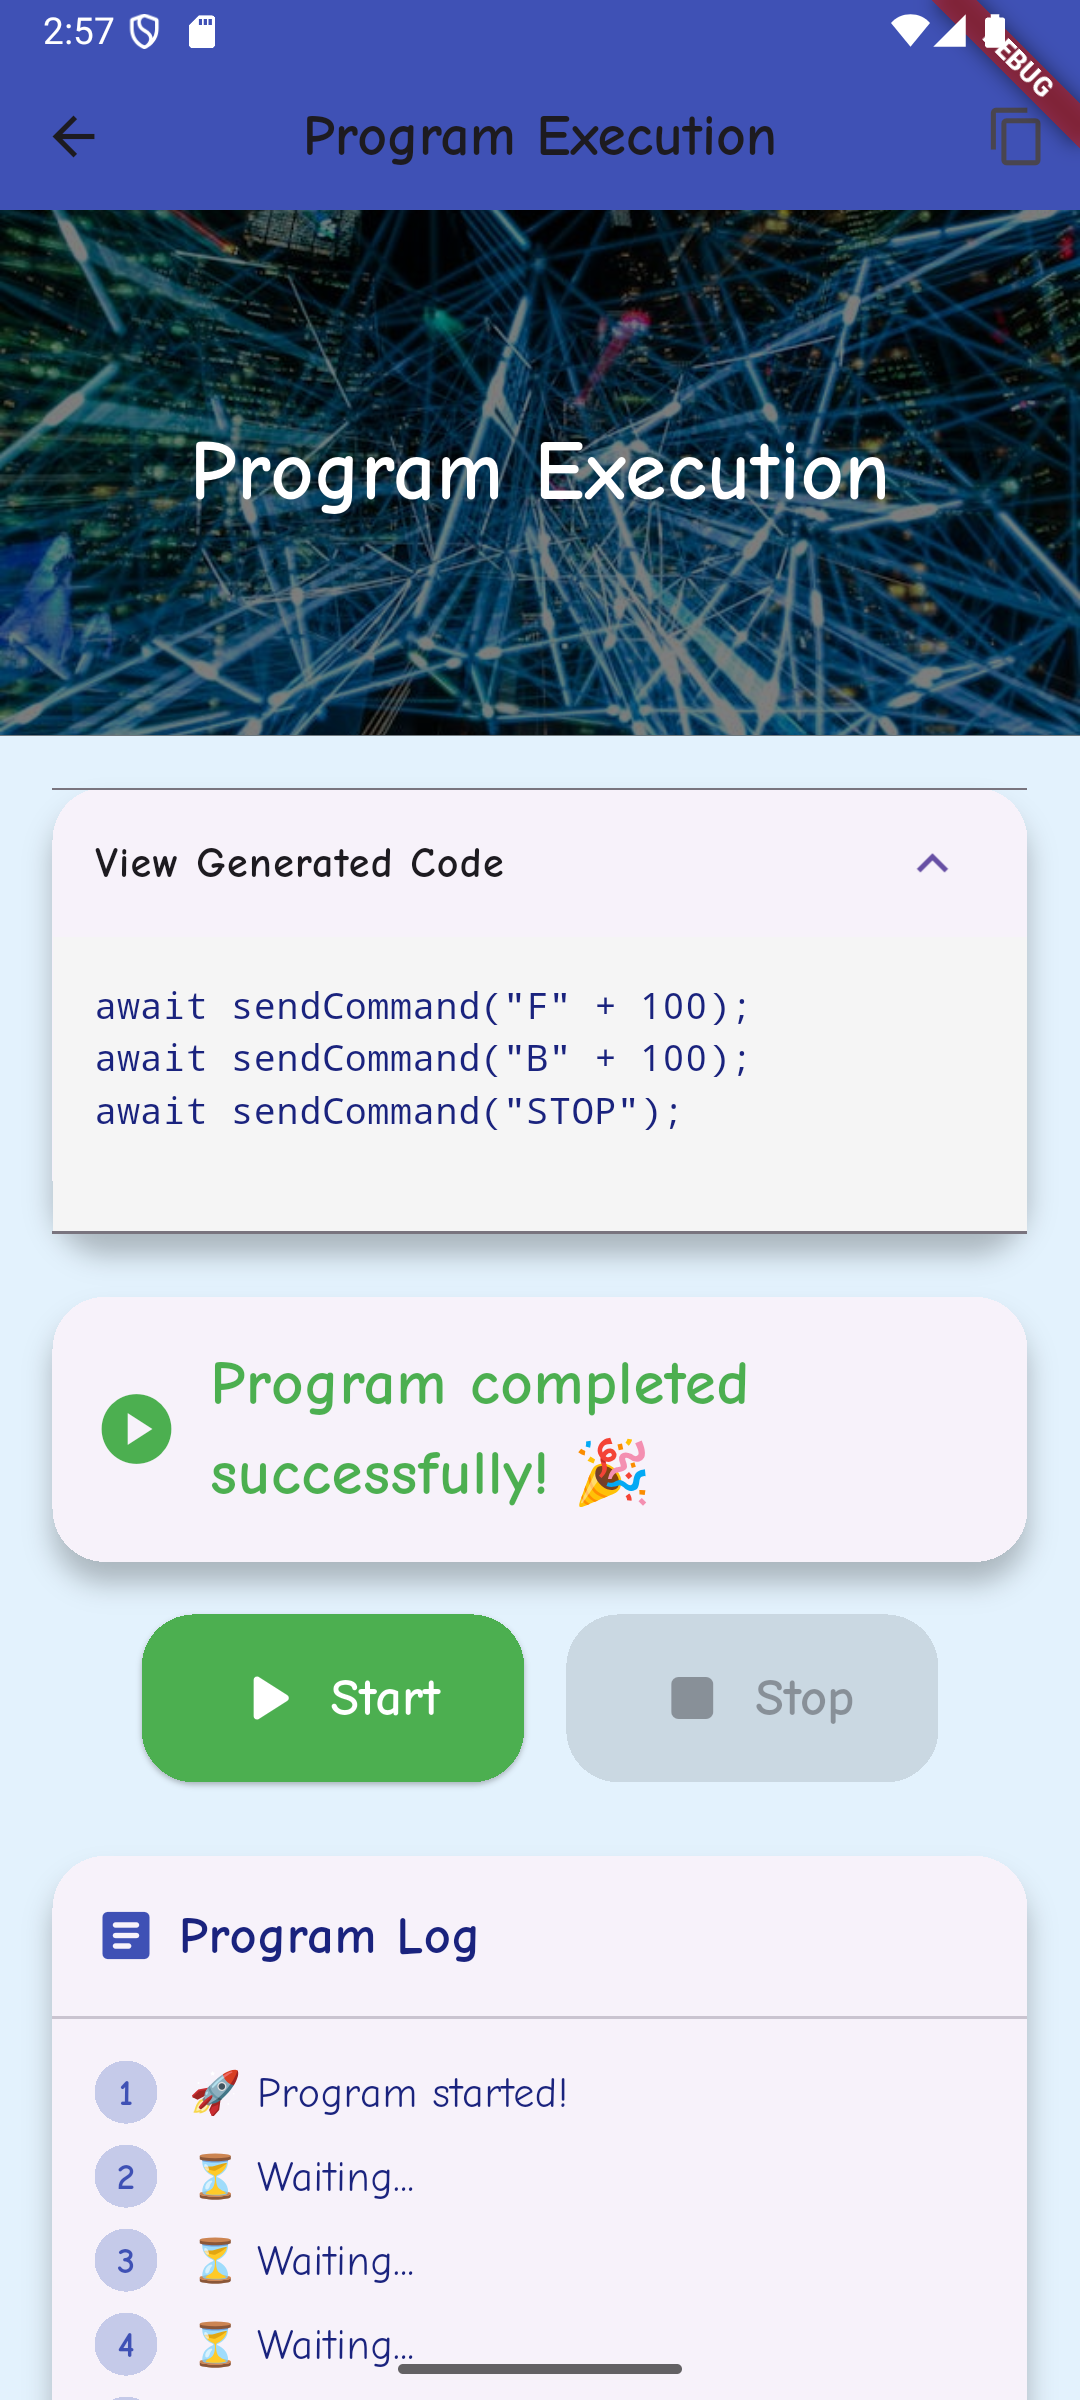 2:57
DEBUG
Program Execution
Program Execution
View Generated Code
await sendCommand("F" + 100);
await sendCommand("B" + 100);
await sendCommand("STOP");
Program completed
successfully! 🎉
Start
Stop
Program Log
1 🚀 Program started!
2 ⏳ Waiting...
3 ⏳ Waiting...
4 ⏳ Waiting...